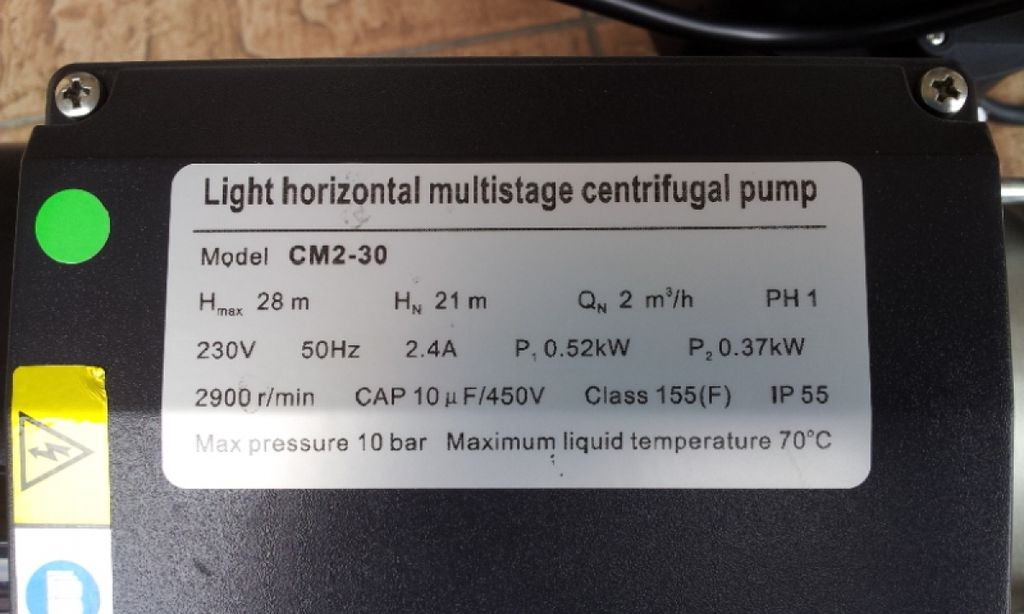 Light horizontal multistage centrifugal pump
Model CM2-30
Hmax 28 m HN 21 m QN 2 m³/h PH 1
230V 50Hz 2.4A P1 0.52kW P2 0.37kW
2900 r/min CAP 10 μF/450V Class 155(F) IP 55
Max pressure 10 bar Maximum liquid temperature 70°C